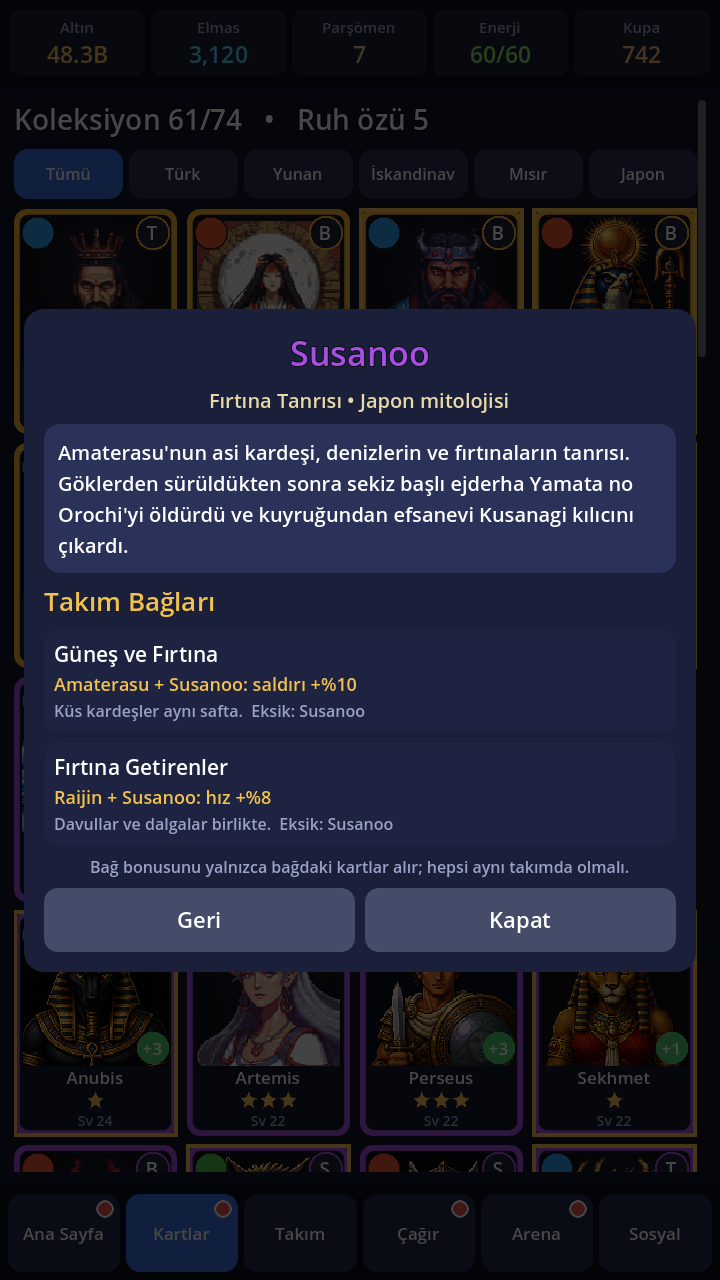 Altın
Elmas
Parşömen
Enerji
Kupa
48.3B
3,120
7
60/60
742
Koleksiyon 61/74 • Ruh özü 5
Tümü
Türk
Yunan
İskandinav
Mısır
Japon
T
B
B
B
Susanoo
Fırtına Tanrısı • Japon mitolojisi
Amaterasu'nun asi kardeşi, denizlerin ve fırtınaların tanrısı.
Göklerden sürüldükten sonra sekiz başlı ejderha Yamata no
Orochi'yi öldürdü ve kuyruğundan efsanevi Kusanagi kılıcını
çıkardı.
Takım Bağları
Güneş ve Fırtına
Amaterasu + Susanoo: saldırı +%10
Küs kardeşler aynı safta. Eksik: Susanoo
Fırtına Getirenler
Raijin + Susanoo: hız +%8
Davullar ve dalgalar birlikte. Eksik: Susanoo
Bağ bonusunu yalnızca bağdaki kartlar alır; hepsi aynı takımda olmalı.
Geri
Kapat
+3
+3
+1
Anubis
Artemis
Perseus
Sekhmet
Sv 24
Sv 22
Sv 22
Sv 22
B
S
S
T
Ana Sayfa
Kartlar
Takım
Çağır
Arena
Sosyal